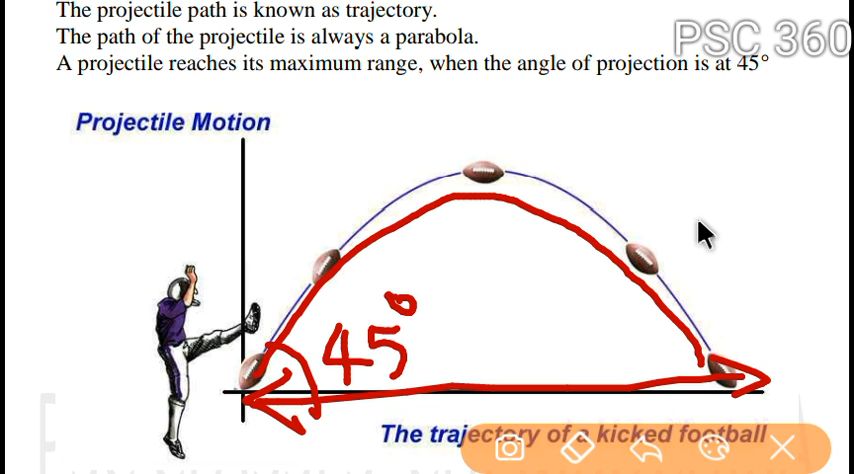 The projectile path is known as trajectory.
The path of the projectile is always a parabola.
PSC 360
A projectile reaches its maximum range, when the angle of projection is at 45°
Projectile Motion
45°
The trajectory of a kicked football